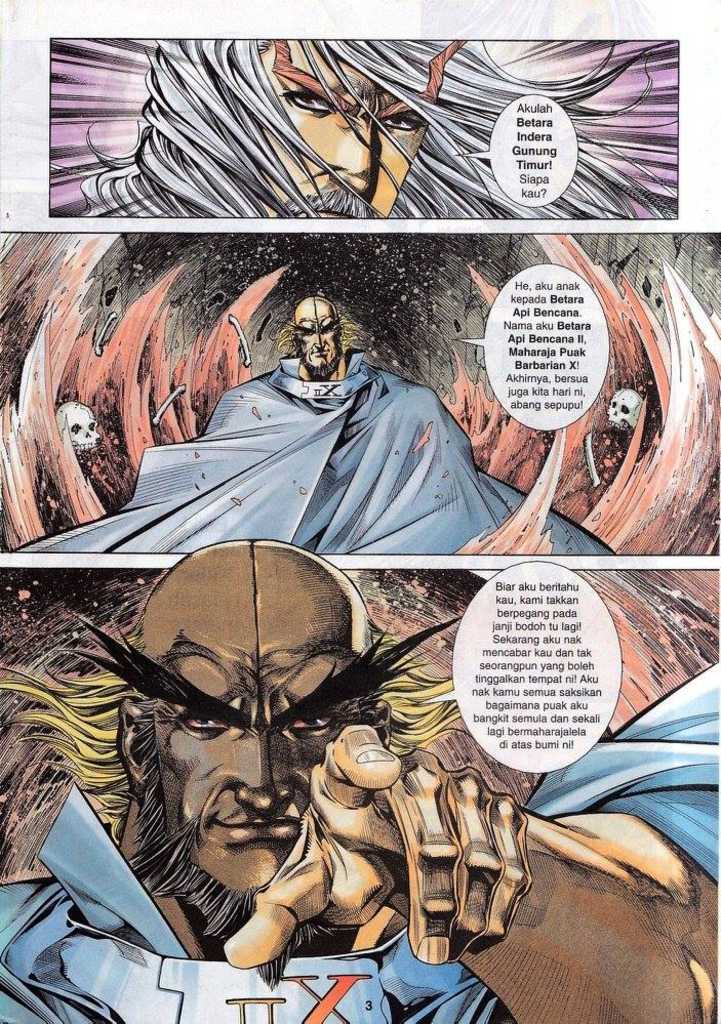 Akulah
Betara
Indera
Gunung
Timur!
Siapa
kau?
He, aku anak
kepada Betara
Api Bencana.
Nama aku Betara
Api Bencana II,
Maharaja Puak
Barbarian X!
Akhirnya, bersua
juga kita hari ni,
abang sepupu!
II X
Biar aku beritahu
kau, kami takkan
berpegang pada
janji bodoh tu lagi!
Sekarang aku nak
mencabar kau dan tak
seorangpun yang boleh
tinggalkan tempat ni! Aku
nak kamu semua saksikan
bagaimana puak aku
bangkit semula dan sekali
lagi bermaharajalela
di atas bumi ni!
II X
3